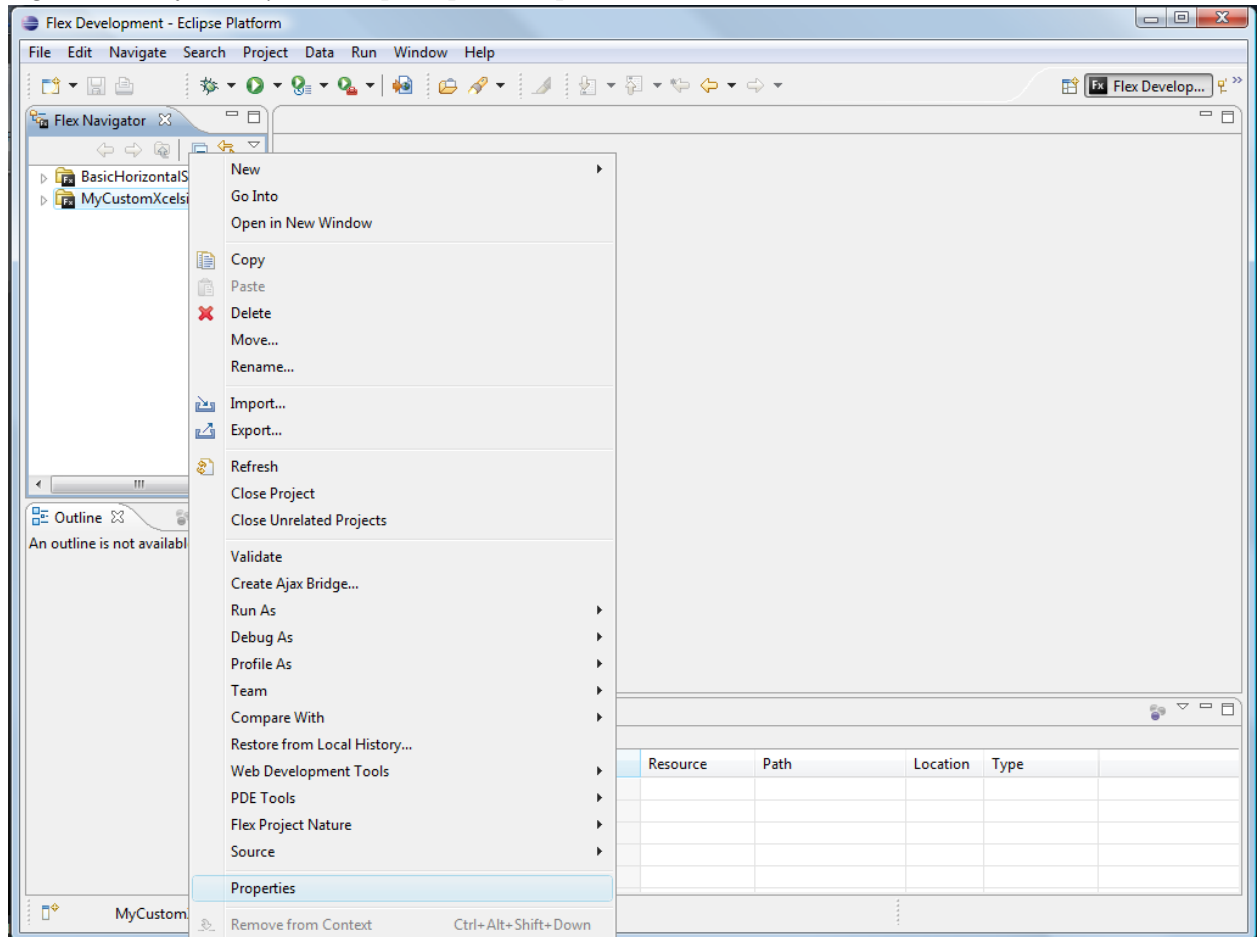 Flex Development - Eclipse Platform
File Edit Navigate Search Project Data Run Window Help
Fx Flex Develop...
Flex Navigator
BasicHorizontalS
MyCustomXcelsi
New
Go Into
Open in New Window
Copy
Paste
Delete
Move...
Rename...
Import...
Export...
Refresh
Close Project
Close Unrelated Projects
Outline
An outline is not availabl
Validate
Create Ajax Bridge...
Run As
Debug As
Profile As
Team
Compare With
Restore from Local History...
Web Development Tools
PDE Tools
Flex Project Nature
Source
Properties
Remove from Context Ctrl+Alt+Shift+Down
Resource Path Location Type
MyCustom